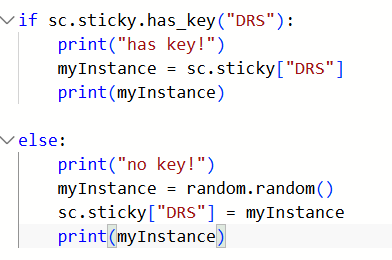 if sc.sticky.has_key("DRS"):
    print("has key!")
    myInstance = sc.sticky["DRS"]
    print(myInstance)
else:
    print("no key!")
    myInstance = random.random()
    sc.sticky["DRS"] = myInstance
    print(myInstance)